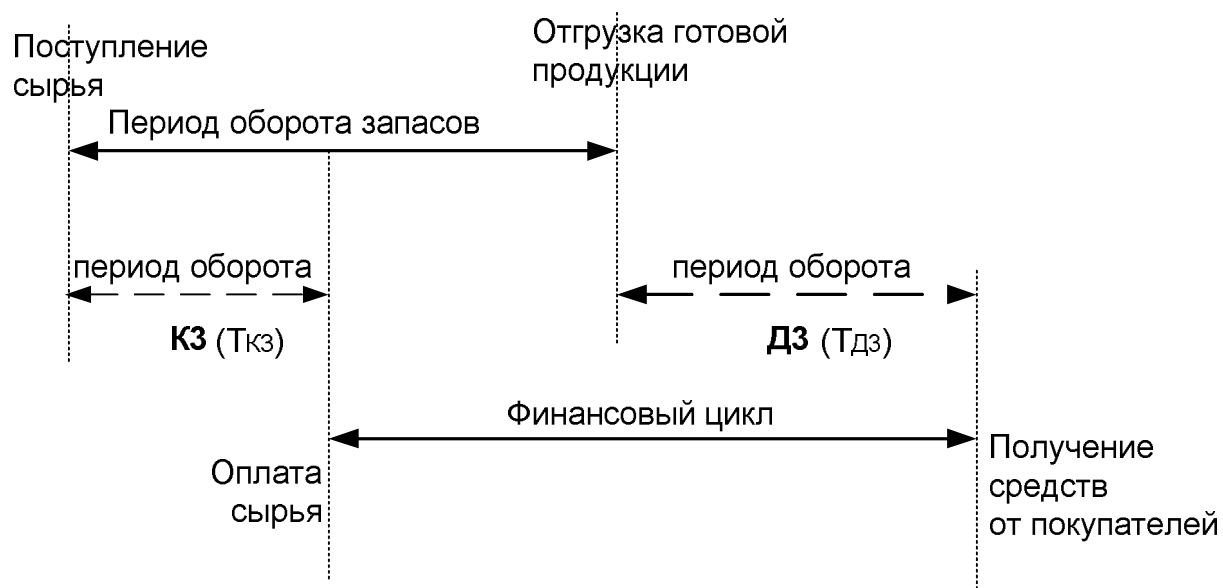 Поступление
сырья
Отгрузка готовой
продукции
Период оборота запасов
период оборота
КЗ (ТКЗ)
период оборота
ДЗ (ТДЗ)
Финансовый цикл
Оплата
сырья
Получение
средств
от покупателей